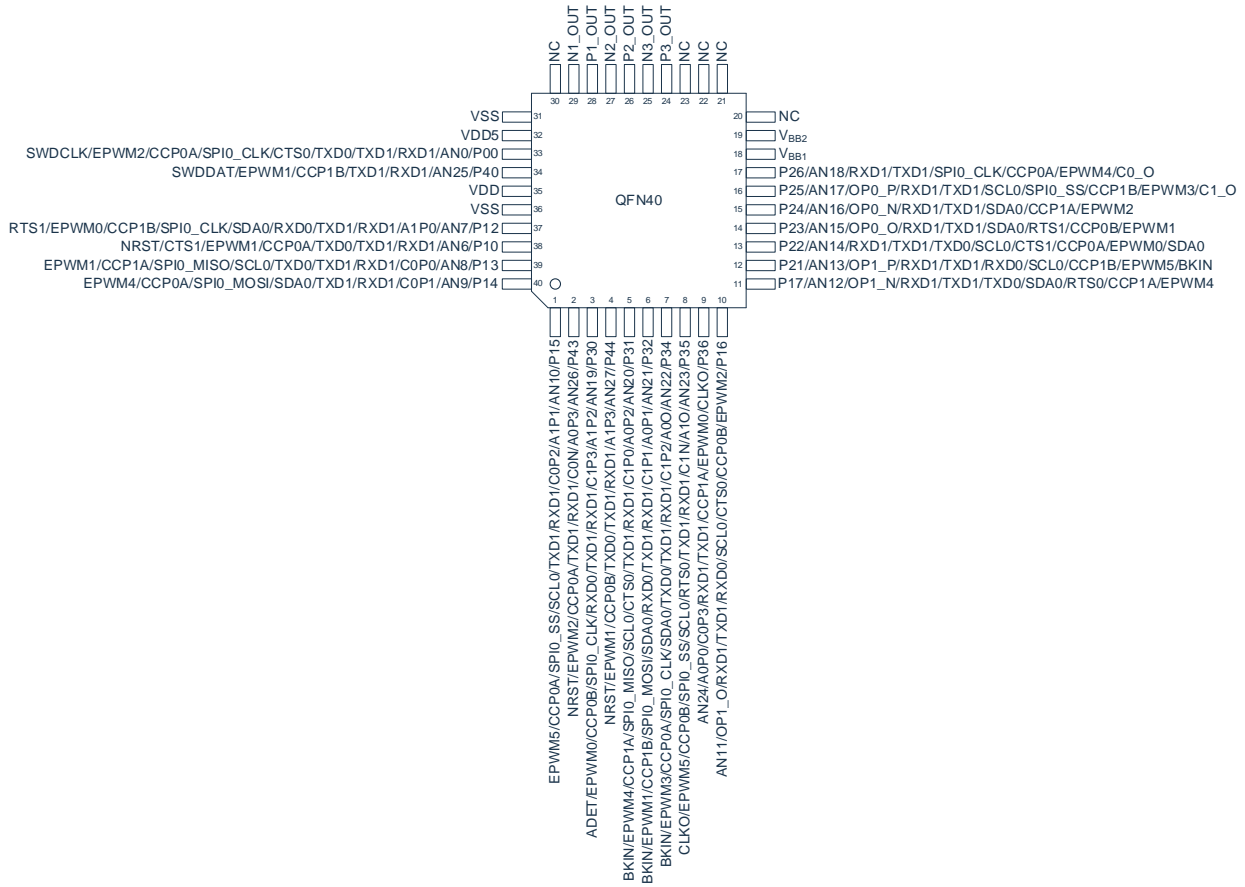 NC
N1_OUT
P1_OUT
N2_OUT
P2_OUT
N3_OUT
P3_OUT
NC
NC
NC
30 29 28 27 26 25 24 23 22 21
VSS 31
VDD5 32
SWDCLK/EPWM2/CCP0A/SPI0_CLK/CTS0/TXD0/TXD1/RXD1/AN0/P00 33
SWDDAT/EPWM1/CCP1B/TXD1/RXD1/AN25/P40 34
VDD 35
VSS 36
RTS1/EPWM0/CCP1B/SPI0_CLK/SDA0/RXD0/TXD1/RXD1/A1P0/AN7/P12 37
NRST/CTS1/EPWM1/CCP0A/TXD0/TXD1/RXD1/AN6/P10 38
EPWM1/CCP1A/SPI0_MISO/SCL0/TXD0/TXD1/RXD1/C0P0/AN8/P13 39
EPWM4/CCP0A/SPI0_MOSI/SDA0/TXD1/RXD1/C0P1/AN9/P14 40
QFN40
20 NC
19 VBB2
18 VBB1
17 P26/AN18/RXD1/TXD1/SPI0_CLK/CCP0A/EPWM4/C0_O
16 P25/AN17/OP0_P/RXD1/TXD1/SCL0/SPI0_SS/CCP1B/EPWM3/C1_O
15 P24/AN16/OP0_N/RXD1/TXD1/SDA0/CCP1A/EPWM2
14 P23/AN15/OP0_O/RXD1/TXD1/SDA0/RTS1/CCP0B/EPWM1
13 P22/AN14/RXD1/TXD1/TXD0/SCL0/CTS1/CCP0A/EPWM0/SDA0
12 P21/AN13/OP1_P/RXD1/TXD1/RXD0/SCL0/CCP1B/EPWM5/BKIN
11 P17/AN12/OP1_N/RXD1/TXD1/TXD0/SDA0/RTS0/CCP1A/EPWM4
1 2 3 4 5 6 7 8 9 10
EPWM5/CCP0A/SPI0_SS/SCL0/TXD1/RXD1/C0P2/A1P1/AN10/P15
NRST/EPWM2/CCP0A/TXD1/RXD1/C0N/A0P3/AN26/P43
ADET/EPWM0/CCP0B/SPI0_CLK/RXD0/TXD1/RXD1/C1P3/A1P2/AN19/P30
NRST/EPWM1/CCP0B/TXD0/TXD1/RXD1/A1P3/AN27/P44
BKIN/EPWM4/CCP1A/SPI0_MISO/SCL0/CTS0/TXD1/RXD1/C1P0/A0P2/AN20/P31
BKIN/EPWM1/CCP1B/SPI0_MOSI/SDA0/RXD0/TXD1/RXD1/C1P1/A0P1/AN21/P32
BKIN/EPWM3/CCP0A/SPI0_CLK/SDA0/TXD0/TXD1/RXD1/C1P2/A0O/AN22/P34
CLKO/EPWM5/CCP0B/SPI0_SS/SCL0/RTS0/TXD1/RXD1/C1N/A1O/AN23/P35
AN24/A0P0/C0P3/RXD1/TXD1/CCP1A/EPWM0/CLKO/P36
AN11/OP1_O/RXD1/TXD1/RXD0/SCL0/CTS0/CCP0B/EPWM2/P16